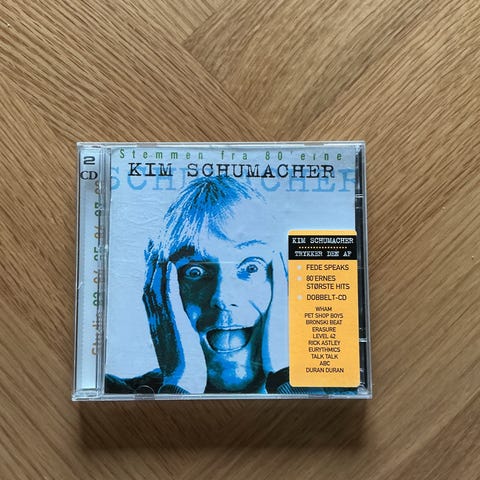 2
CD
Stemmen fra 80'erne
KIM SCHUMACHER
SCHUMACHER
KIM SCHUMACHER
TRYKKER DEM AF
FEDE SPEAKS
80'ERNES
STØRSTE HITS
DOBBELT-CD
WHAM
PET SHOP BOYS
BRONSKI BEAT
ERASURE
LEVEL 42
RICK ASTLEY
EURYTHMICS
TALK TALK
ABC
DURAN DURAN